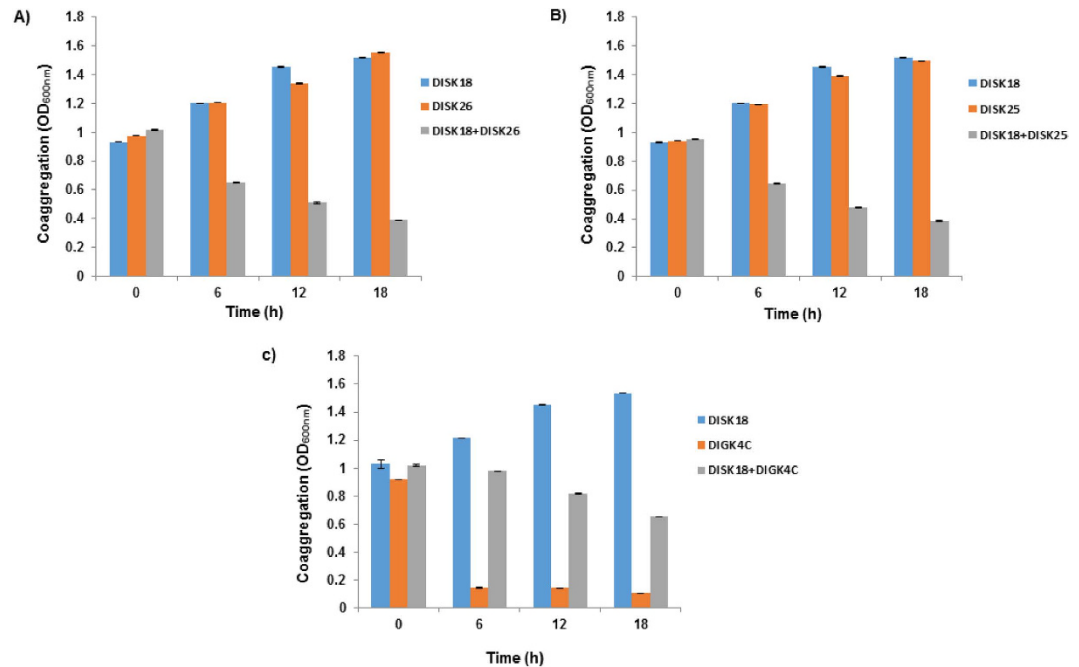 A)
Coaggregation (OD600nm)
1.8
1.6
1.4
1.2
1
0.8
0.6
0.4
0.2
0
0 6 12 18
Time (h)
DISK18
DISK26
DISK18+DISK26
B)
Coaggregation (OD600nm)
1.8
1.6
1.4
1.2
1
0.8
0.6
0.4
0.2
0
0 6 12 18
Time (h)
DISK18
DISK25
DISK18+DISK25
c)
Coaggregation (OD600nm)
1.8
1.6
1.4
1.2
1
0.8
0.6
0.4
0.2
0
0 6 12 18
Time (h)
DISK18
DIGK4C
DISK18+DIGK4C